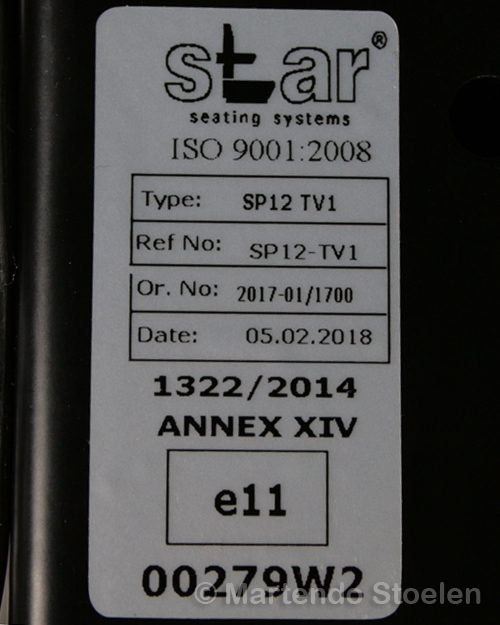 star®
seating systems
ISO 9001:2008
Type: SP12 TV1
Ref No: SP12-TV1
Or. No: 2017-01/1700
Date: 05.02.2018
1322/2014
ANNEX XIV
e11
00279W2
© Martendo Stoelen